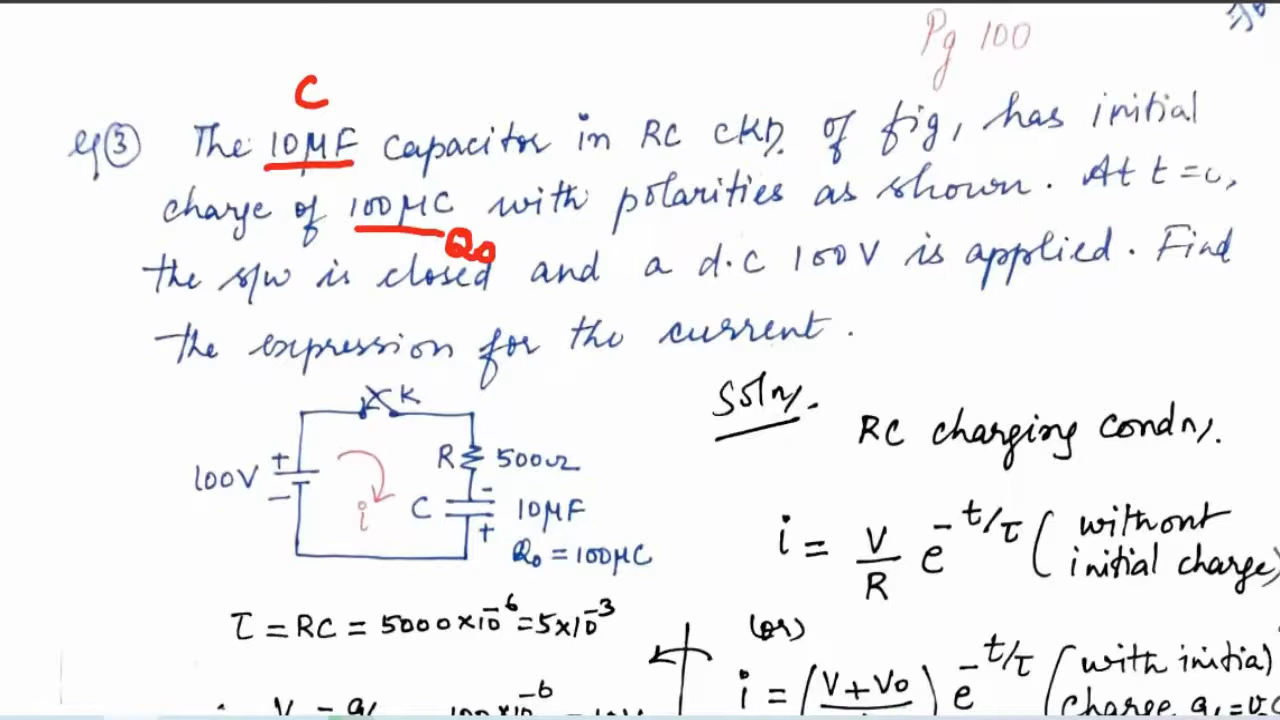 Pg 100
C
eg ③ The 10μF capacitor in RC ckt, of fig, has initial
charge of 100μC with polarities as shown. At t=0,
Q₀
the s/w is closed and a d.c 100V is applied. Find
the expression for the current.
K
Soln,.
RC charging condn,.
100V + −
R 500Ω
i
C − + 10μF
Q₀ = 100μC
i = V/R e^(−t/τ) (without initial charge)
τ = RC = 5000×10⁻⁶ = 5×10⁻³
(or)
i = (V+V₀/ ) e^(−t/τ) (with initial